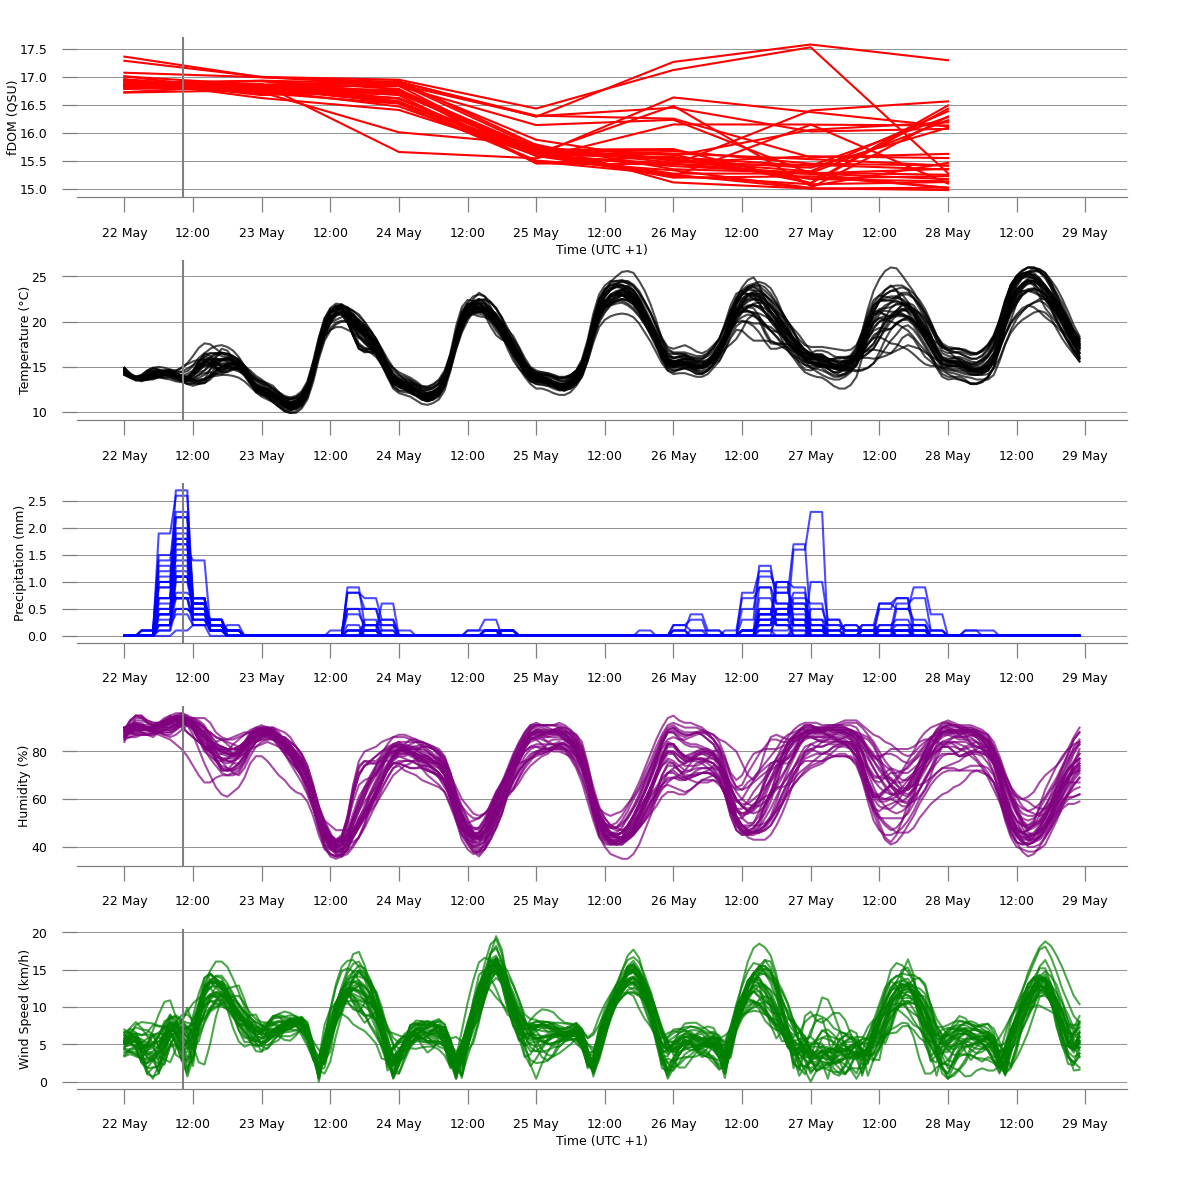 fDOM (QSU)
17.5
17.0
16.5
16.0
15.5
15.0
22 May 12:00 23 May 12:00 24 May 12:00 25 May 12:00 26 May 12:00 27 May 12:00 28 May 12:00 29 May
Time (UTC +1)
Temperature (°C)
25
20
15
10
22 May 12:00 23 May 12:00 24 May 12:00 25 May 12:00 26 May 12:00 27 May 12:00 28 May 12:00 29 May
Precipitation (mm)
2.5
2.0
1.5
1.0
0.5
0.0
22 May 12:00 23 May 12:00 24 May 12:00 25 May 12:00 26 May 12:00 27 May 12:00 28 May 12:00 29 May
Humidity (%)
80
60
40
22 May 12:00 23 May 12:00 24 May 12:00 25 May 12:00 26 May 12:00 27 May 12:00 28 May 12:00 29 May
Wind Speed (km/h)
20
15
10
5
0
22 May 12:00 23 May 12:00 24 May 12:00 25 May 12:00 26 May 12:00 27 May 12:00 28 May 12:00 29 May
Time (UTC +1)